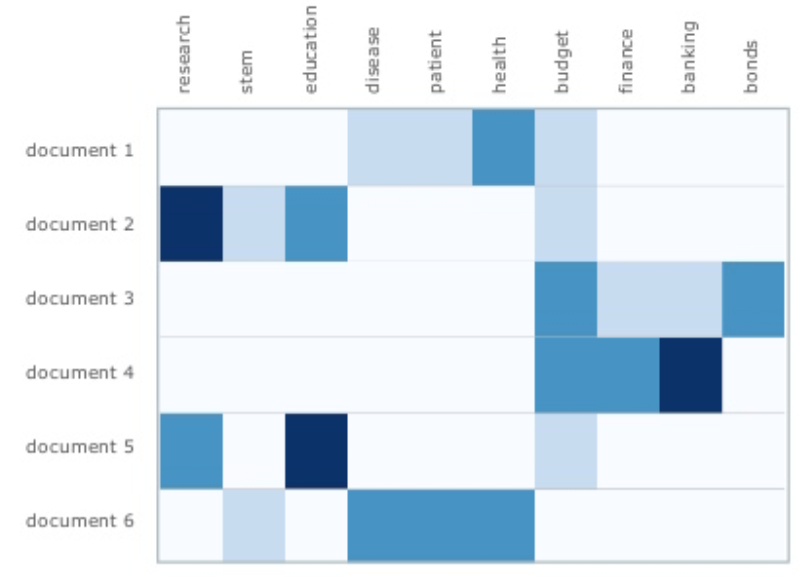 research
stem
education
disease
patient
health
budget
finance
banking
bonds
document 1
document 2
document 3
document 4
document 5
document 6